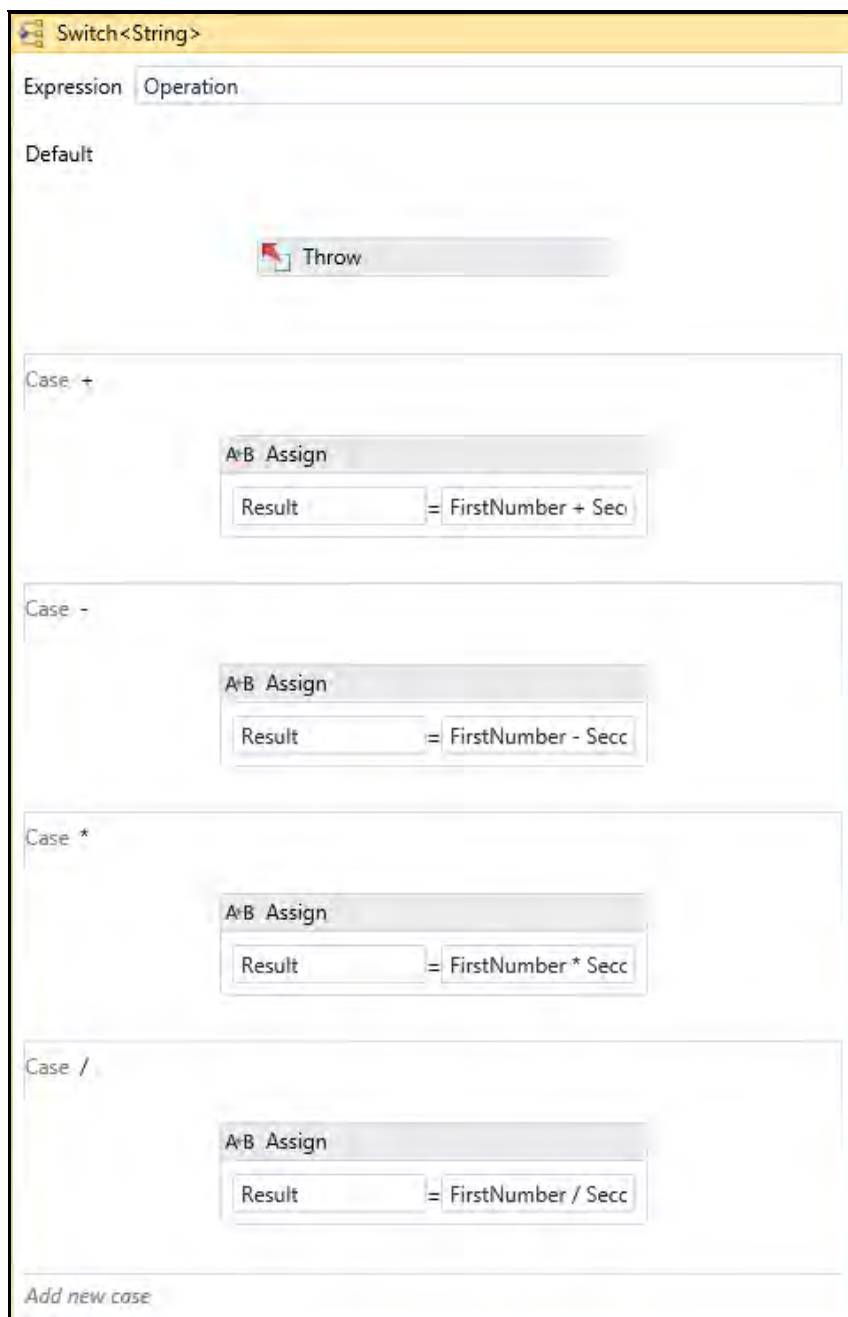 Switch<String>
Expression Operation
Default
Throw
Case +
A+B Assign
Result = FirstNumber + Sec
Case -
A+B Assign
Result = FirstNumber - Secc
Case *
A+B Assign
Result = FirstNumber * Secc
Case /
A+B Assign
Result = FirstNumber / Secc
Add new case